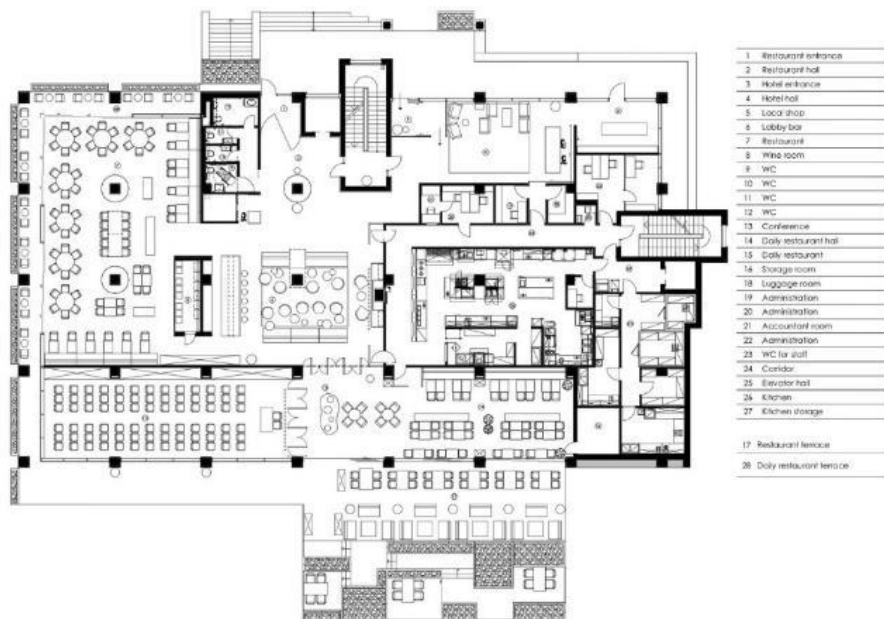 1 Restaurant entrance
2 Restaurant hall
3 Hotel entrance
4 Hotel hall
5 Local shop
6 Lobby bar
7 Restaurant
8 Wine room
9 WC
10 WC
11 WC
12 WC
13 Conference
14 Daily restaurant hall
15 Daily restaurant
16 Storage room
18 Luggage room
19 Administration
20 Administration
21 Accountant room
22 Administration
23 WC for staff
24 Corridor
25 Elevator hall
26 Kitchen
27 Kitchen storage
17 Restaurant terrace
28 Daily restaurant terrace